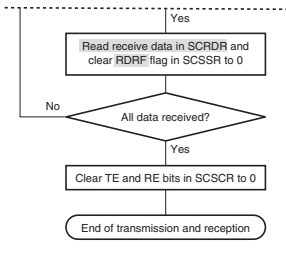 Yes
Read receive data in SCRDR and
clear RDRF flag in SCSSR to 0
No
All data received?
Yes
Clear TE and RE bits in SCSCR to 0
End of transmission and reception